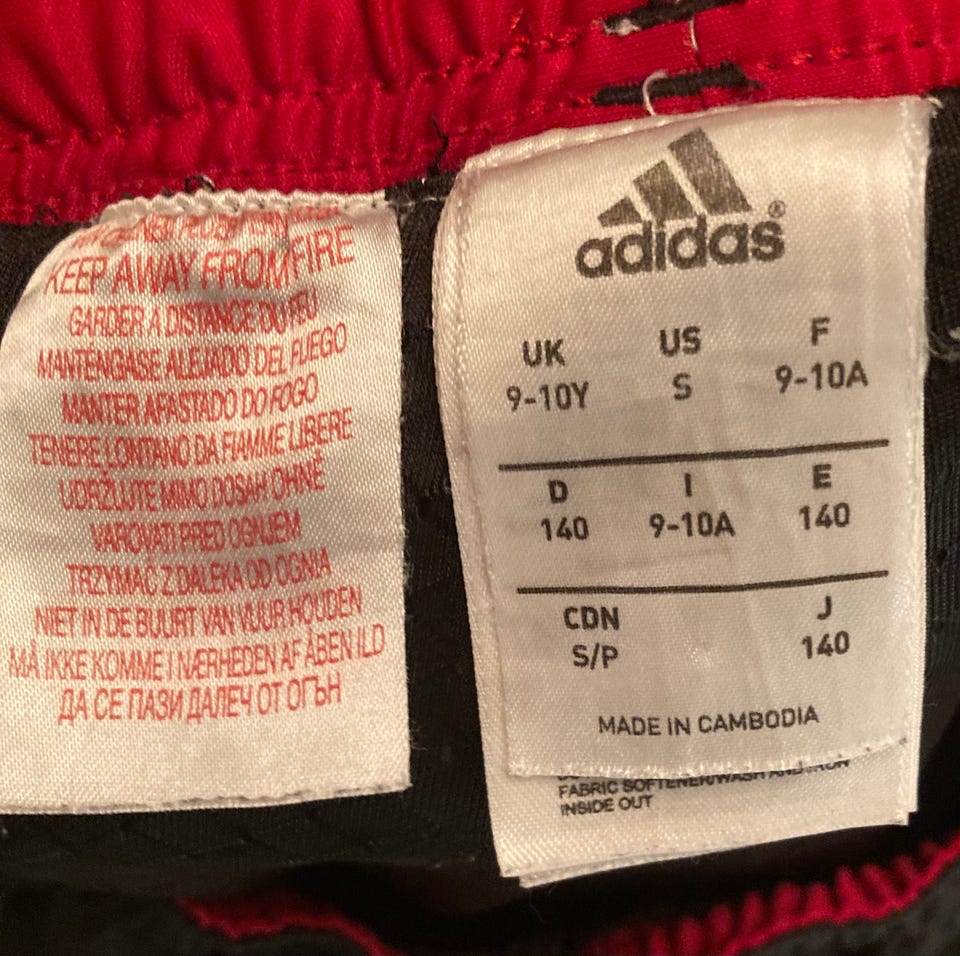 KEEP AWAY FROM FIRE
GARDER A DISTANCE DU FEU
MANTENGASE ALEJADO DEL FUEGO
MANTER AFASTADO DO FOGO
TENERE LONTANO DA FIAMME LIBERE
UDRŽUJTE MIMO DOSAH OHNĚ
VAROVATI PRED OGNJEM
TRZYMAĆ Z DALEKA OD OGNIA
NIET IN DE BUURT VAN VUUR HOUDEN
MÅ IKKE KOMME I NÆRHEDEN AF ÅBEN ILD
ДА СЕ ПАЗИ ДАЛЕЧ ОТ ОГЪН
adidas®
UK US F
9-10Y S 9-10A
D I E
140 9-10A 140
CDN J
S/P 140
MADE IN CAMBODIA
FABRIC SOFTENER/WASH AND IRON
INSIDE OUT